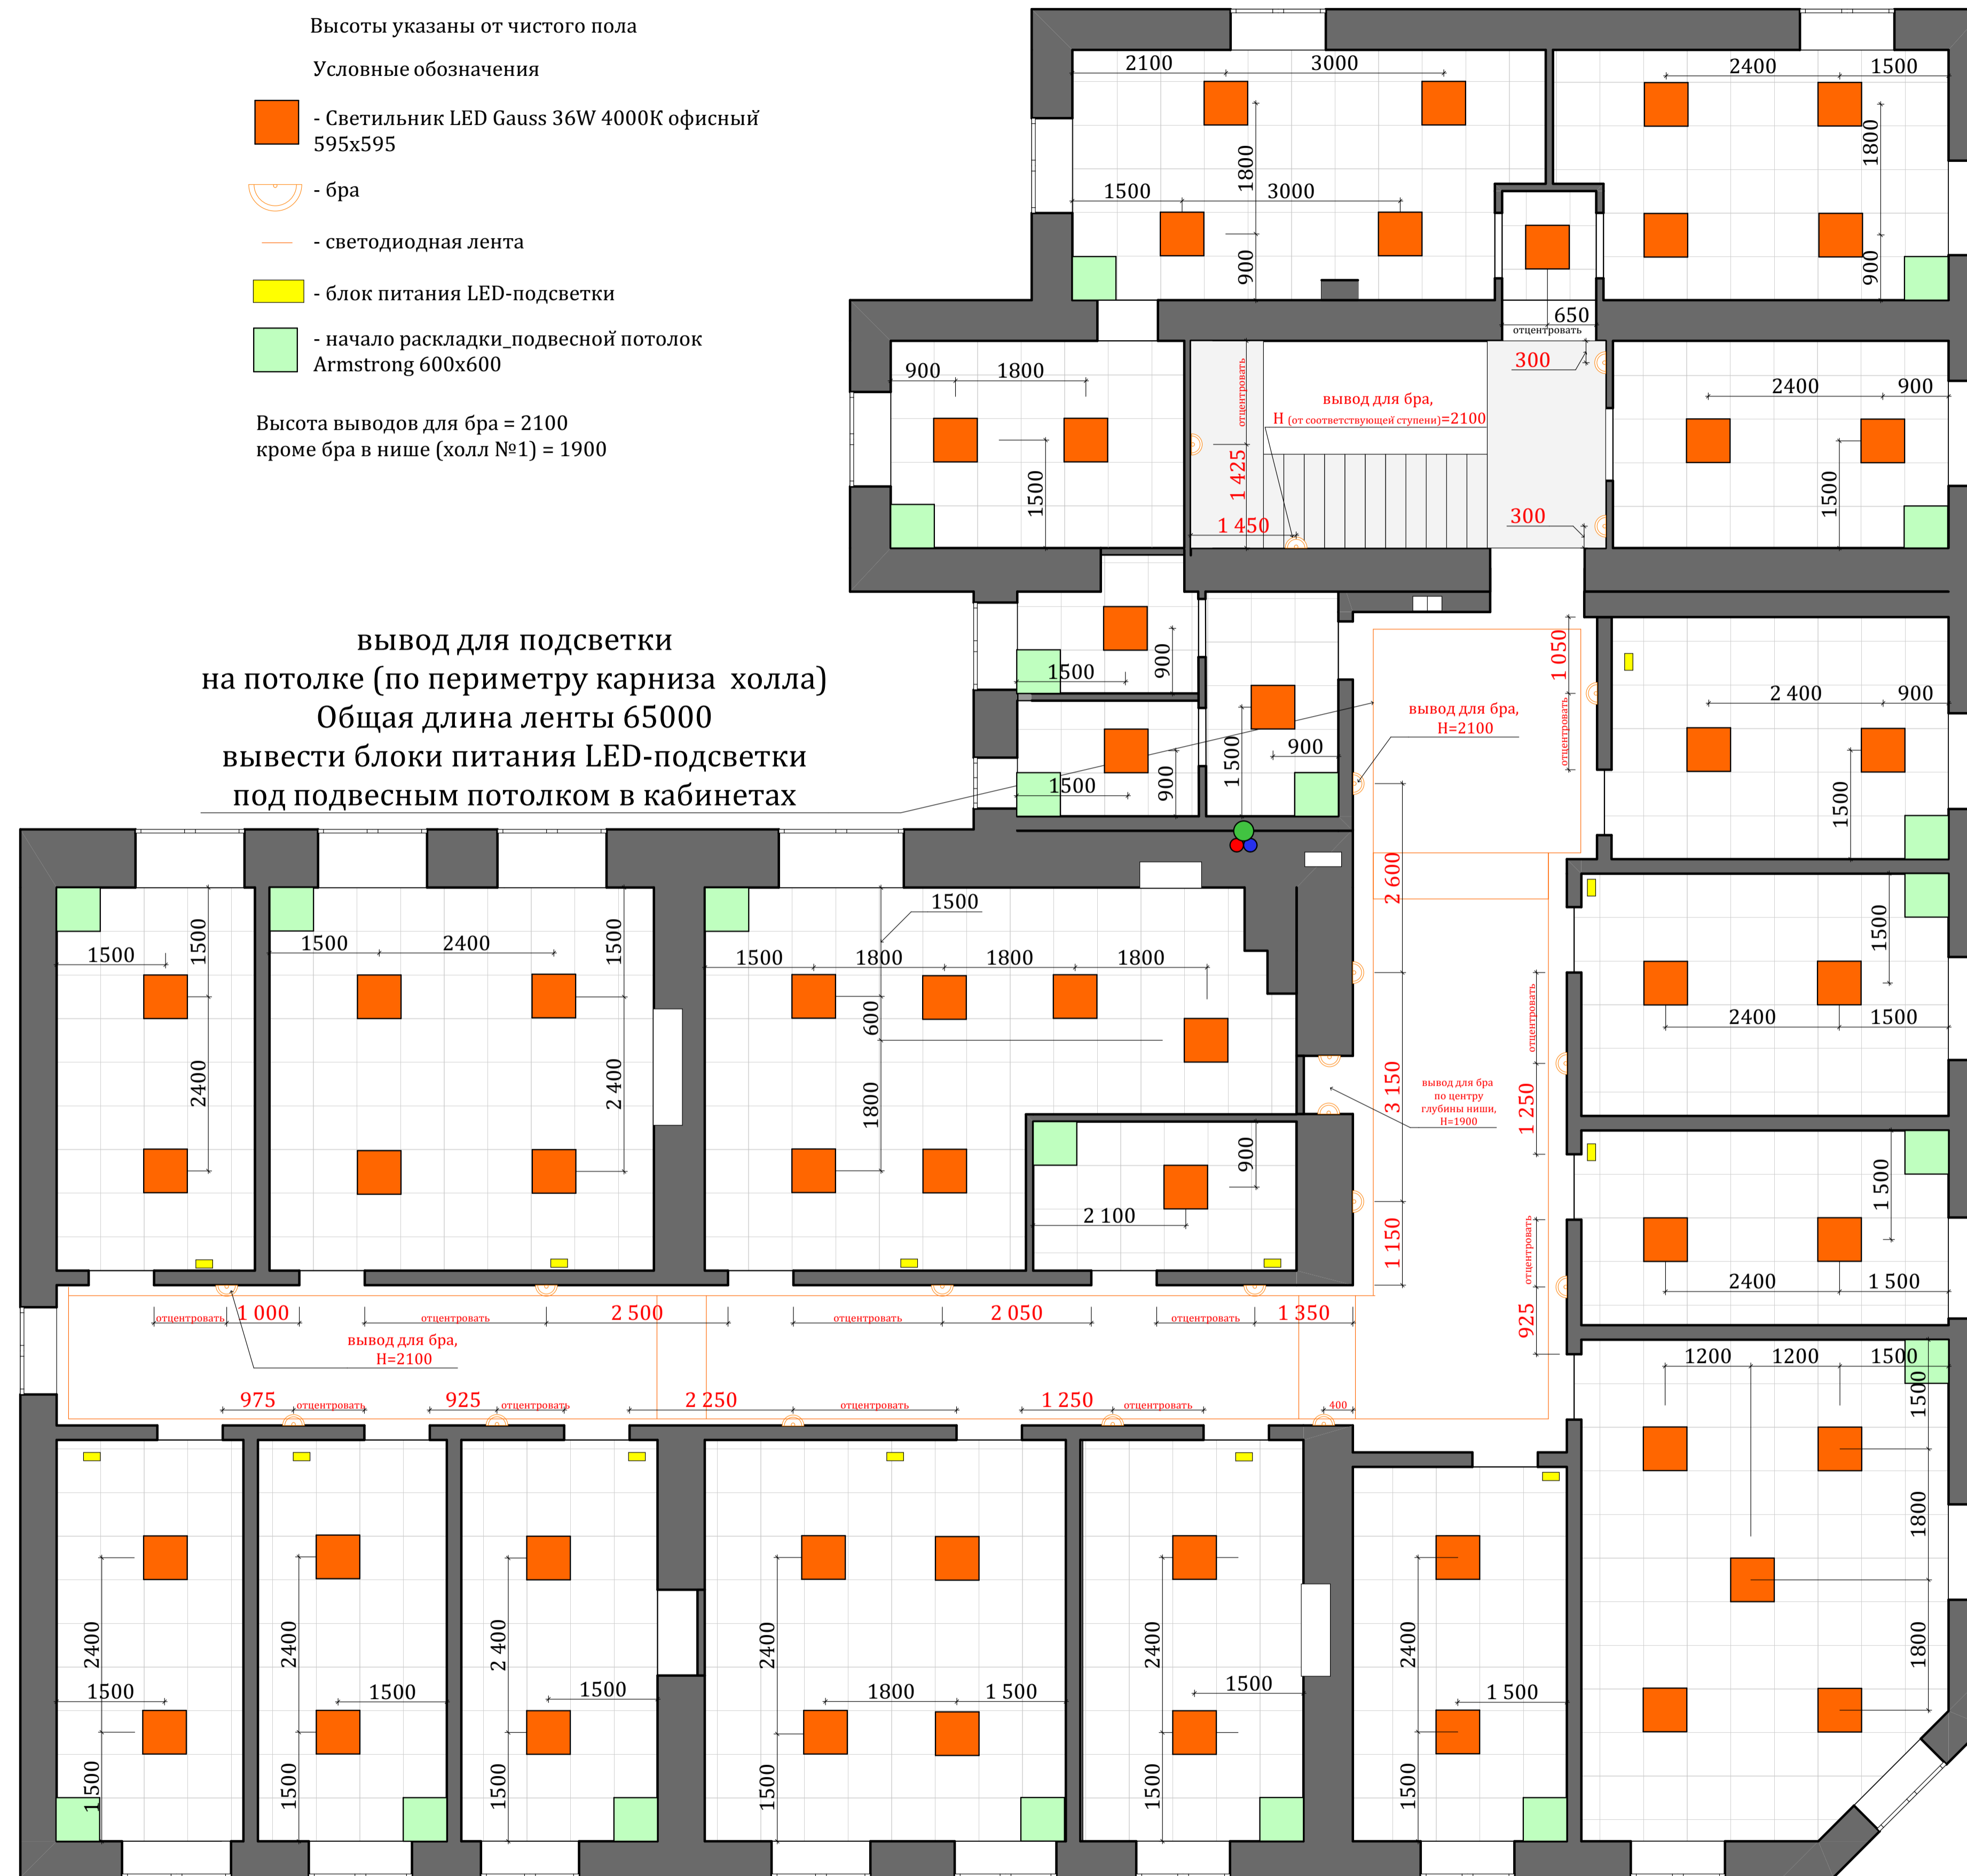 Высоты указаны от чистого пола
Условные обозначения
- Светильник LED Gauss 36W 4000К офисный
595х595
- бра
- светодиодная лента
- блок питания LED-подсветки
- начало раскладки_подвесной потолок
Armstrong 600х600
Высота выводов для бра = 2100
кроме бра в нише (холл №1) = 1900
2100 3000
1800
1500 3000
900
2400 1500
1800
900
650
отцентровать
900 1800
1500
отцентровать
1 425
1 450
вывод для бра,
Н (от соответствующей ступени)=2100
300
300
2400 900
1500
вывод для подсветки
на потолке (по периметру карниза холла)
Общая длина ленты 65000
вывести блоки питания LED-подсветки
под подвесным потолком в кабинетах
1500
900
1500
900
1 500
900
вывод для бра,
Н=2100
1 050
отцентровать
2 400 900
1500
2 600
3 150
1 150
1500
1500
2400
1500 2400
1500
2 400
1500
1500 1800 1800 1800
600
1800
2 100
900
вывод для бра
по центру
глубины ниши,
Н=1900
отцентровать
1 250
отцентровать
925
1500
2400 1500
1 500
2400 1 500
отцентровать 1 000
отцентровать 2 500
отцентровать 2 050
отцентровать 1 350
вывод для бра,
Н=2100
975 отцентровать
925 отцентровать
2 250 отцентровать
1 250 отцентровать
400
1200 1200 1500
1500
1800
1800
2400
1500
1 500
2400
1500
1500
2 400
1500
1500
2400
1800 1 500
1500
2400
1500
1500
2400
1 500
1500